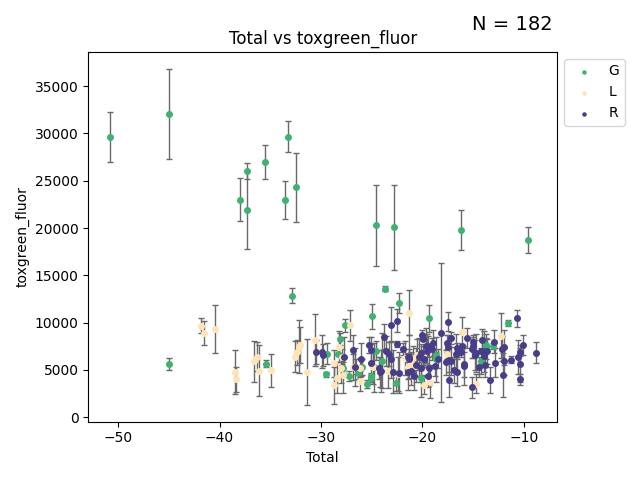 N = 182
Total vs toxgreen_fluor
G
L
R
35000
30000
25000
20000
15000
10000
5000
0
toxgreen_fluor
−50
−40
−30
−20
−10
Total